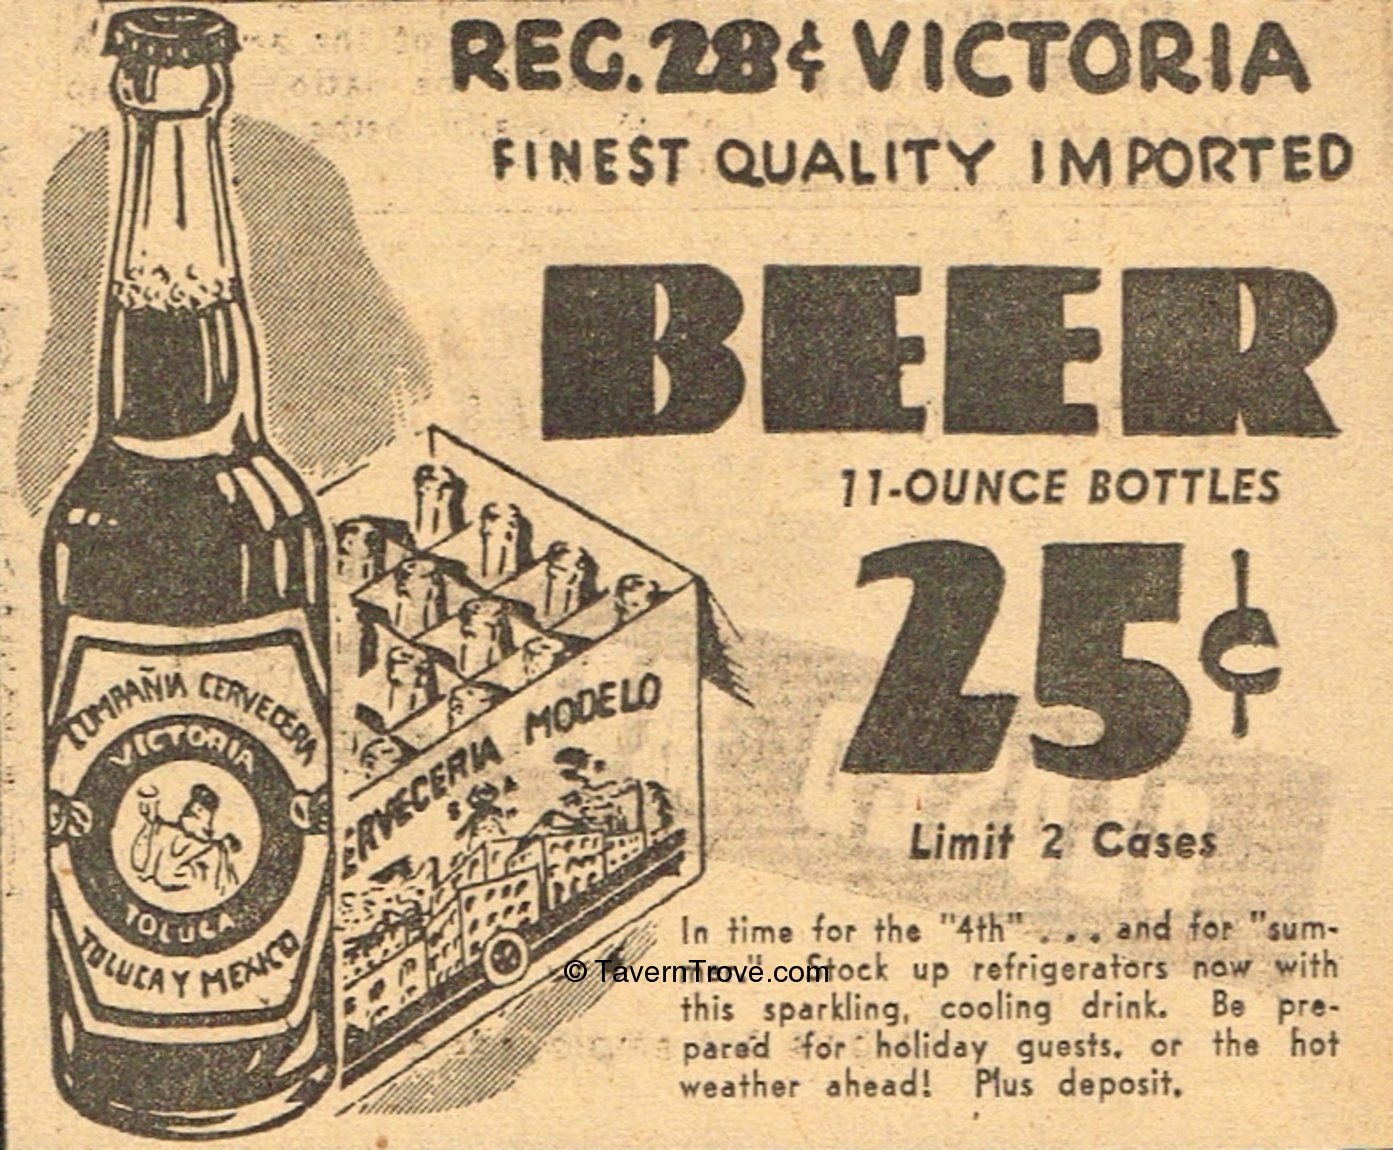 REG. 28¢ VICTORIA
FINEST QUALITY IMPORTED
BEER
11-OUNCE BOTTLES
25¢
Limit 2 Cases
In time for the "4th" . . . and for "sum-
mer" Stock up refrigerators now with
this sparkling, cooling drink. Be pre-
pared for holiday guests, or the hot
weather ahead! Plus deposit.
COMPAÑIA CERVECERA
VICTORIA
TOLUCA
TOLUCA Y MEXICO
ERVECERIA MODELO
© TavernTrove.com